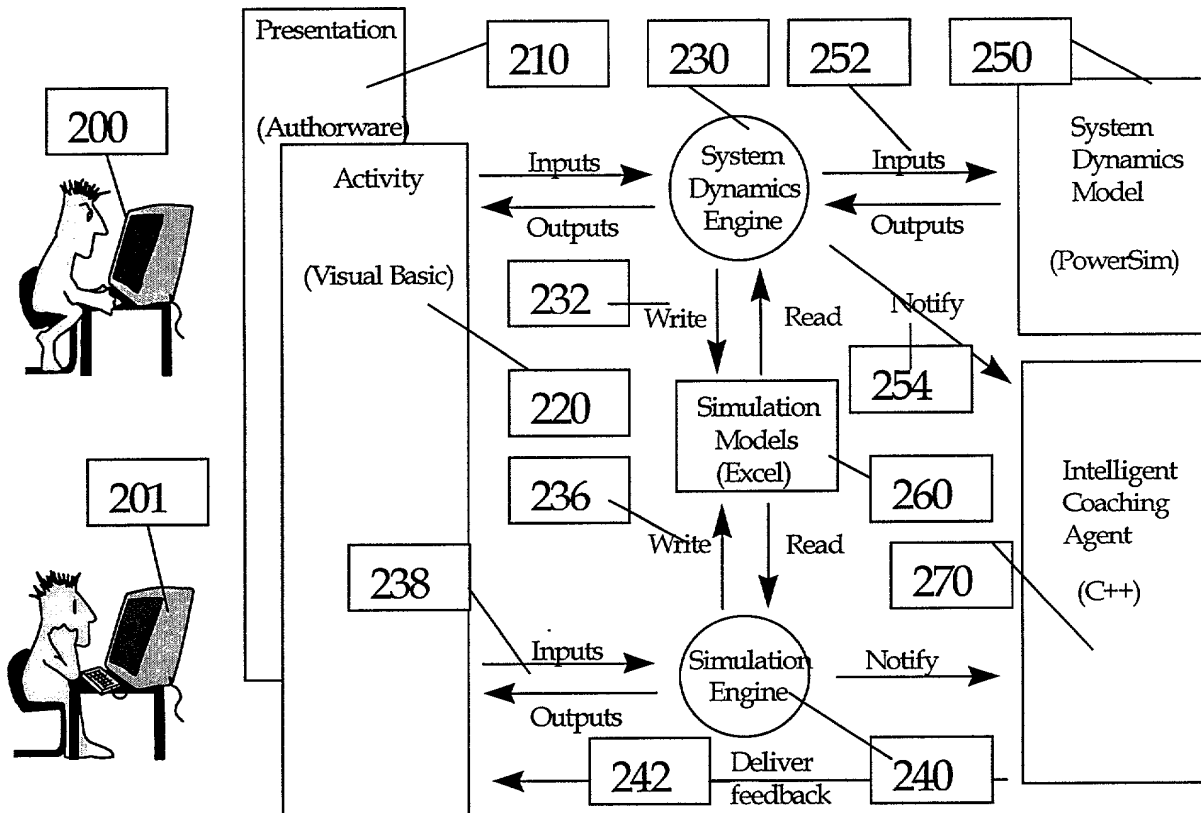 Presentation
210
230
252
250
200
(Authorware)
Activity
Inputs
System
Dynamics
Engine
Inputs
System
Dynamics
Model
Outputs
Outputs
(Visual Basic)
(PowerSim)
232
Write
Read
Notify
254
220
Simulation
Models
(Excel)
236
260
Intelligent
Coaching
Agent
201
Write
Read
238
270
(C++)
Inputs
Simulation
Engine
Notify
Outputs
242
Deliver
feedback
240